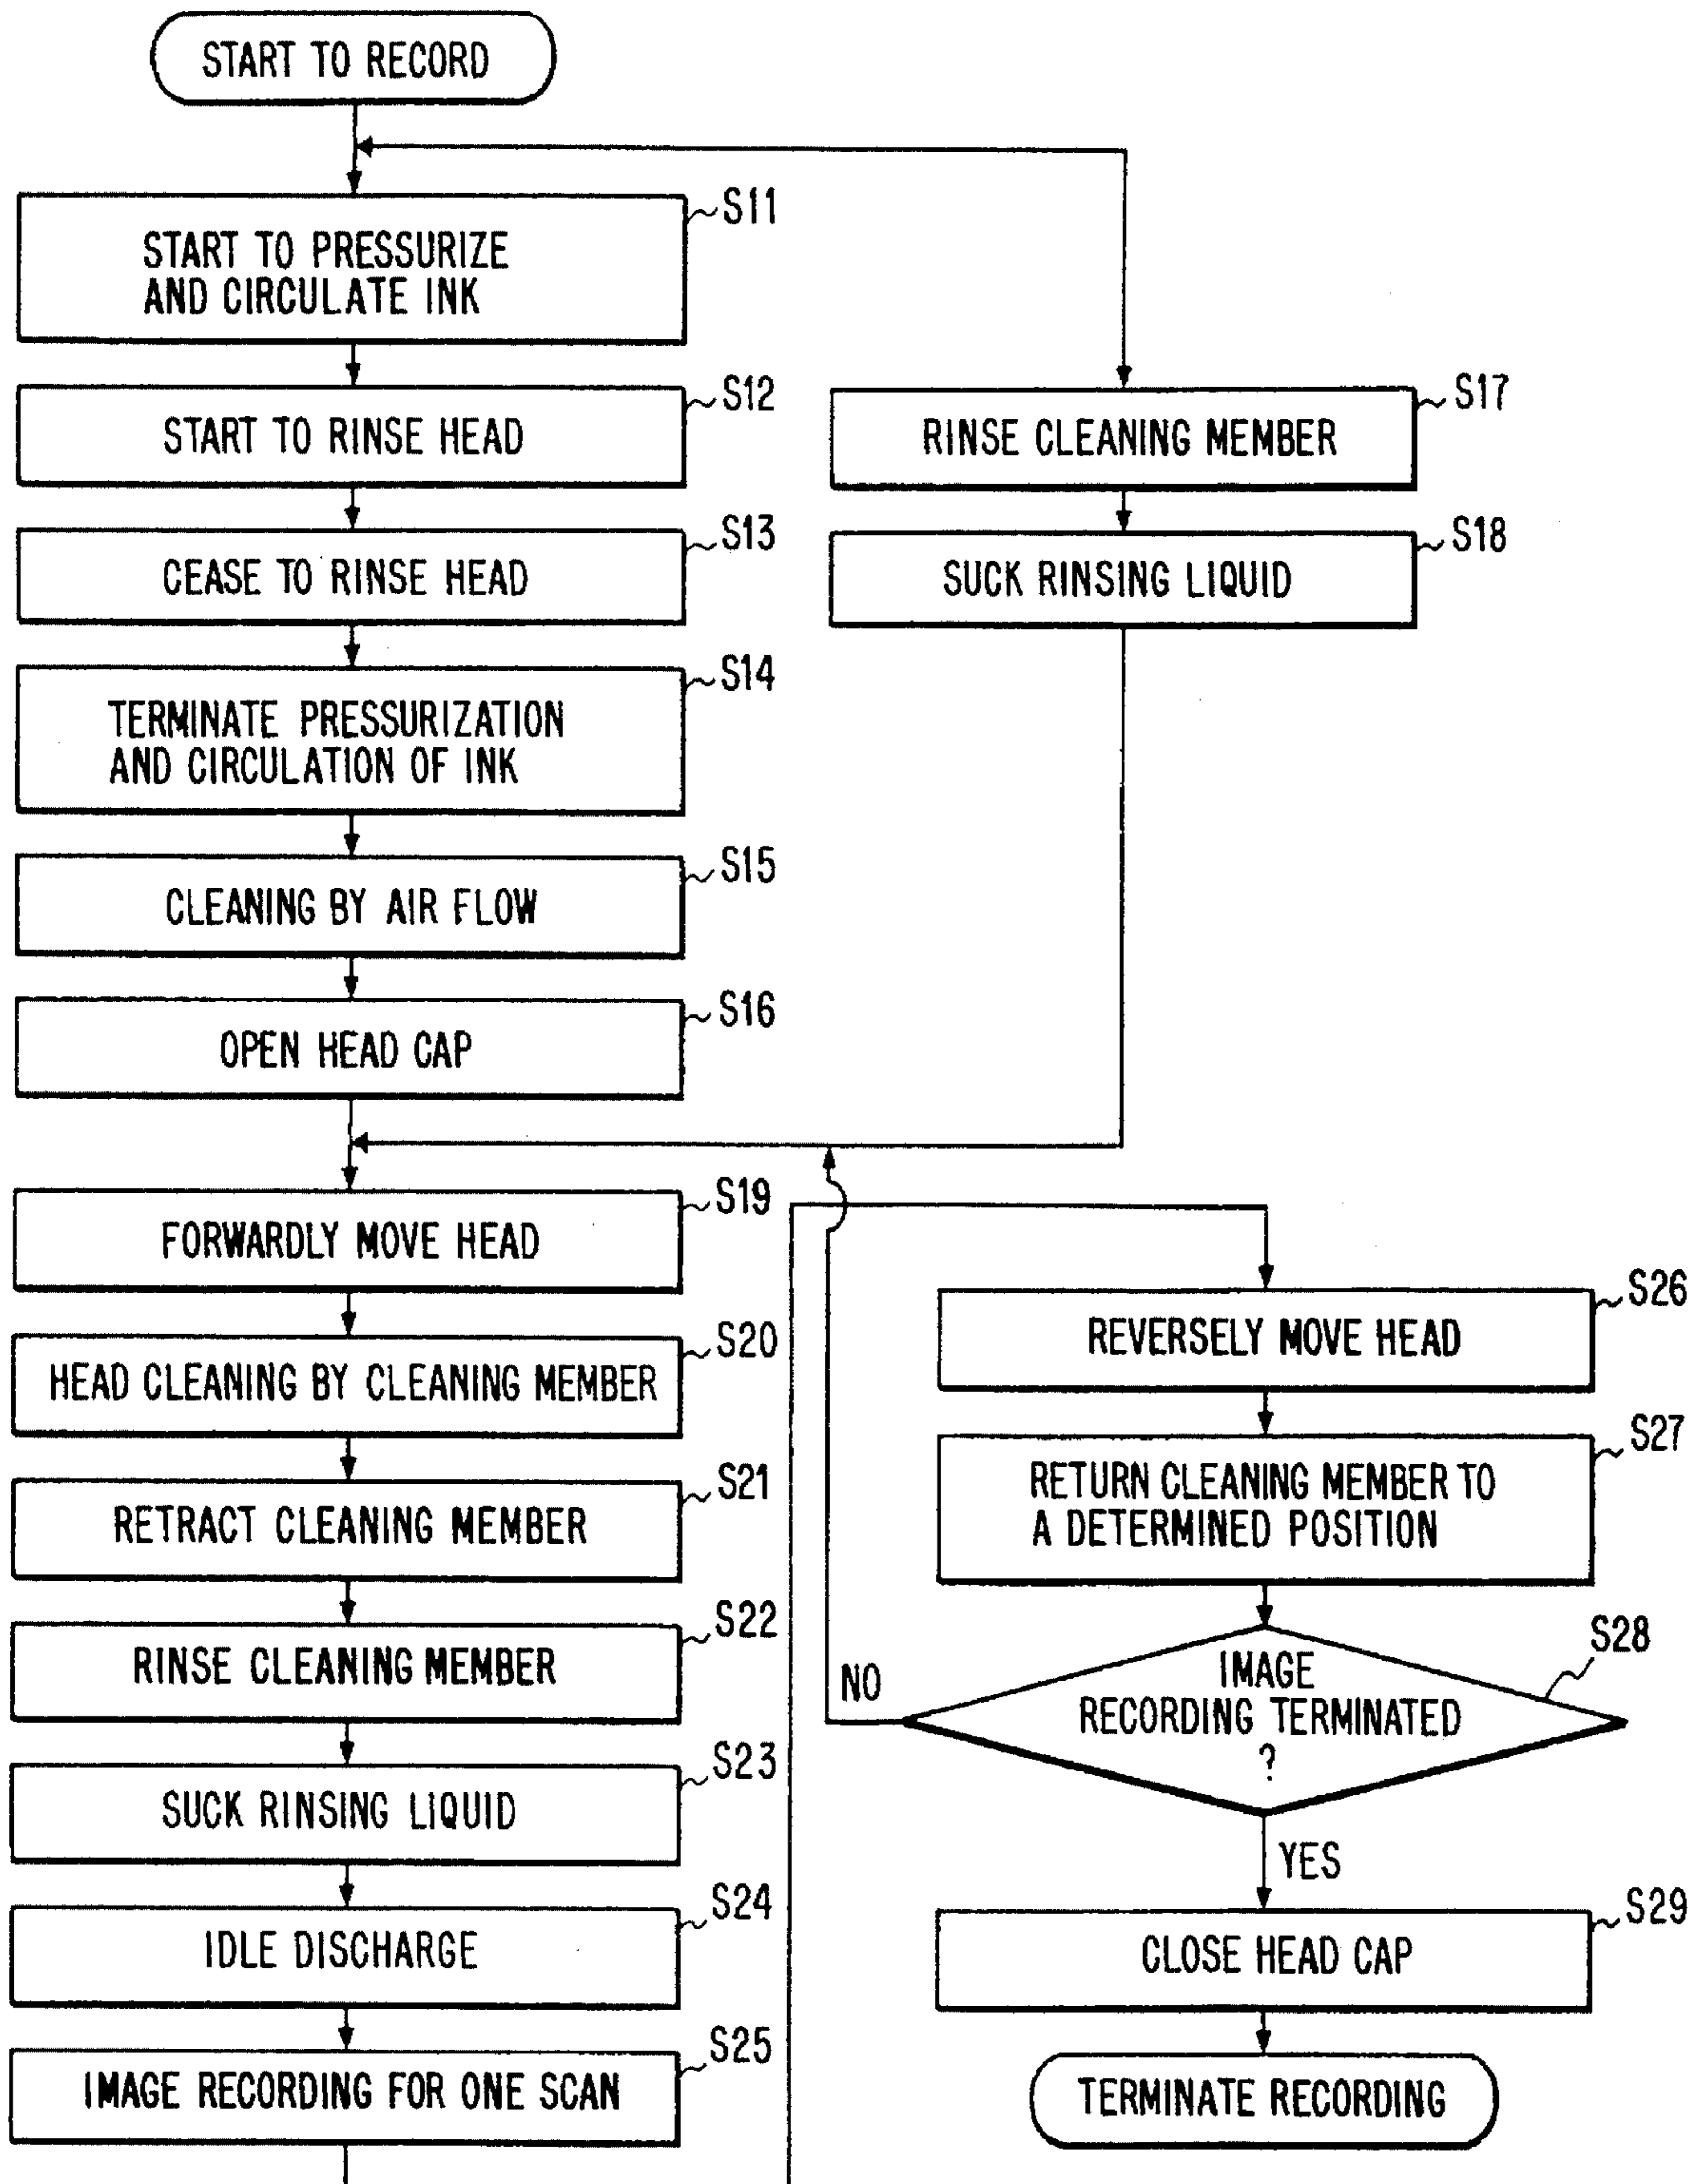 START TO RECORD
S11
START TO PRESSURIZE
AND CIRCULATE INK
S12
START TO RINSE HEAD
S13
CEASE TO RINSE HEAD
S14
TERMINATE PRESSURIZATION
AND CIRCULATION OF INK
S15
CLEANING BY AIR FLOW
S16
OPEN HEAD CAP
S17
RINSE CLEANING MEMBER
S18
SUCK RINSING LIQUID
S19
FORWARDLY MOVE HEAD
S20
HEAD CLEANING BY CLEANING MEMBER
S21
RETRACT CLEANING MEMBER
S22
RINSE CLEANING MEMBER
S23
SUCK RINSING LIQUID
S24
IDLE DISCHARGE
S25
IMAGE RECORDING FOR ONE SCAN
S26
REVERSELY MOVE HEAD
S27
RETURN CLEANING MEMBER TO
A DETERMINED POSITION
S28
IMAGE
RECORDING TERMINATED
?
NO
YES
S29
CLOSE HEAD CAP
TERMINATE RECORDING